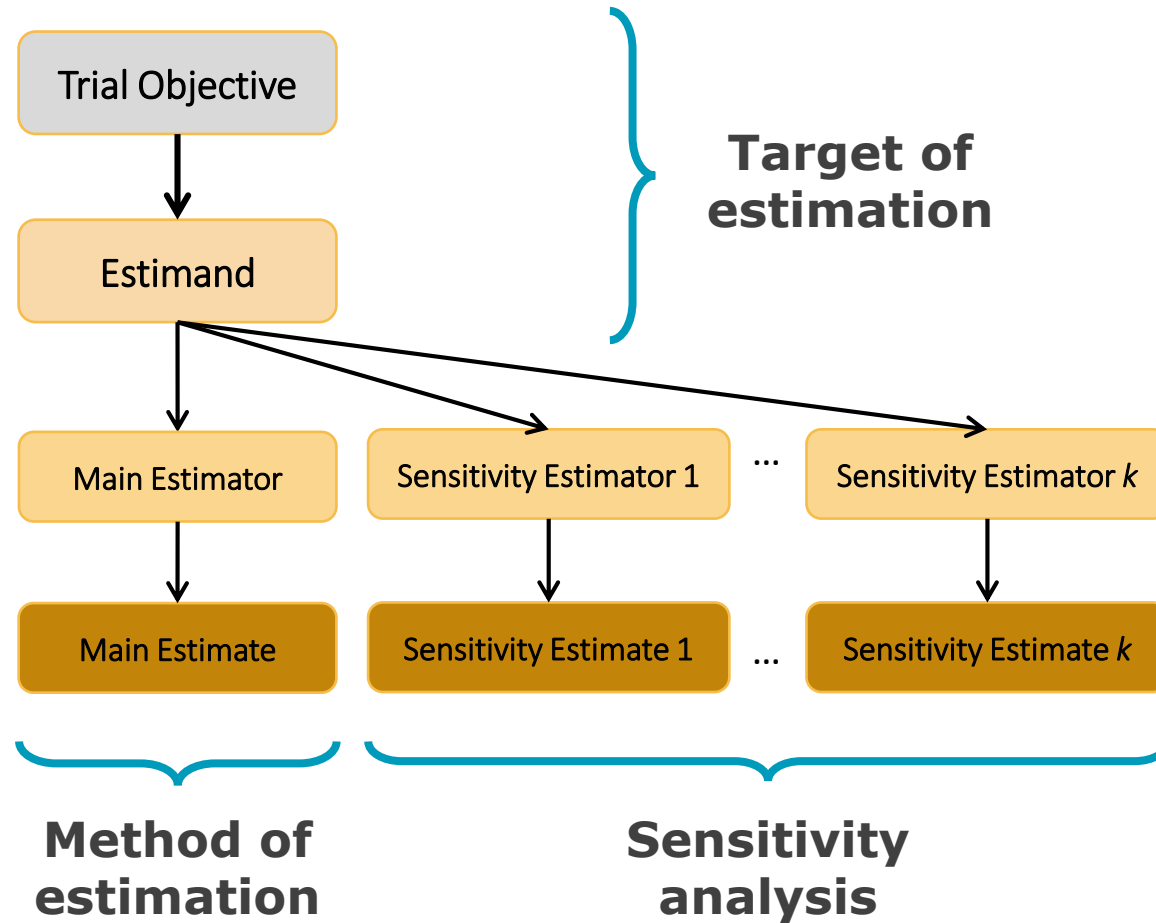 Trial Objective
Target of
estimation
Estimand
Main Estimator
Sensitivity Estimator 1
...
Sensitivity Estimator k
Main Estimate
Sensitivity Estimate 1
...
Sensitivity Estimate k
Method of
estimation
Sensitivity
analysis